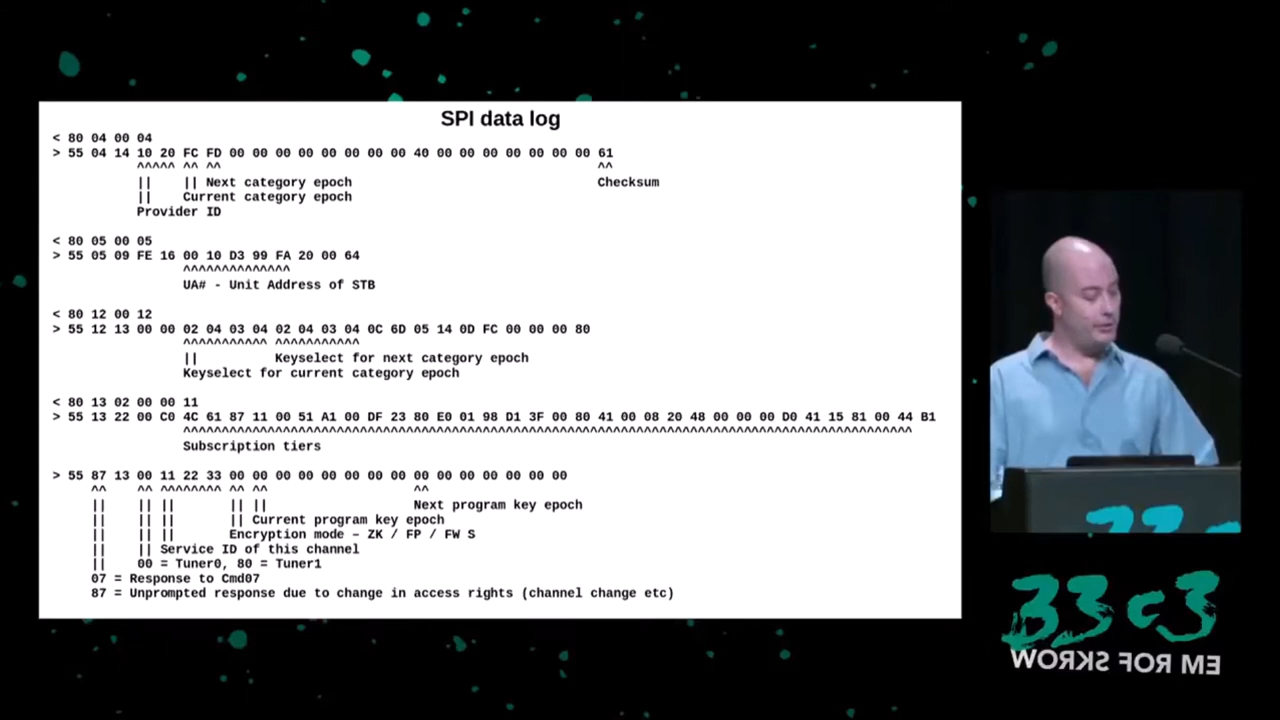 SPI data log
< 80 04 00 04
> 55 04 14 10 20 FC FD 00 00 00 00 00 00 00 00 40 00 00 00 00 00 00 00 61
^^^^^ ^^ ^^ ^^
|| || Next category epoch Checksum
|| Current category epoch
Provider ID
< 80 05 00 05
> 55 05 09 FE 16 00 10 D3 99 FA 20 00 64
^^^^^^^^^^^^^^
UA# - Unit Address of STB
< 80 12 00 12
> 55 12 13 00 00 02 04 03 04 02 04 03 04 0C 6D 05 14 0D FC 00 00 00 80
^^^^^^^^^^^ ^^^^^^^^^^^
|| Keyselect for next category epoch
Keyselect for current category epoch
< 80 13 02 00 00 11
> 55 13 22 00 C0 4C 61 87 11 00 51 A1 00 DF 23 80 E0 01 98 D1 3F 00 80 41 00 08 20 48 00 00 00 D0 41 15 81 00 44 B1
^^^^^^^^^^^^^^^^^^^^^^^^^^^^^^^^^^^^^^^^^^^^^^^^^^^^^^^^^^^^^^^^^^^^^^^^^^^^^^^^^^^^^^^^^^^^^^^
Subscription tiers
> 55 87 13 00 11 22 33 00 00 00 00 00 00 00 00 00 00 00 00 00 00 00
^^ ^^ ^^^^^^^^ ^^ ^^ ^^
|| || || || || Next program key epoch
|| || || || Current program key epoch
|| || || Encryption mode – ZK / FP / FW S
|| || Service ID of this channel
|| 00 = Tuner0, 80 = Tuner1
07 = Response to Cmd07
87 = Unprompted response due to change in access rights (channel change etc)
33c3
WORKS FOR ME